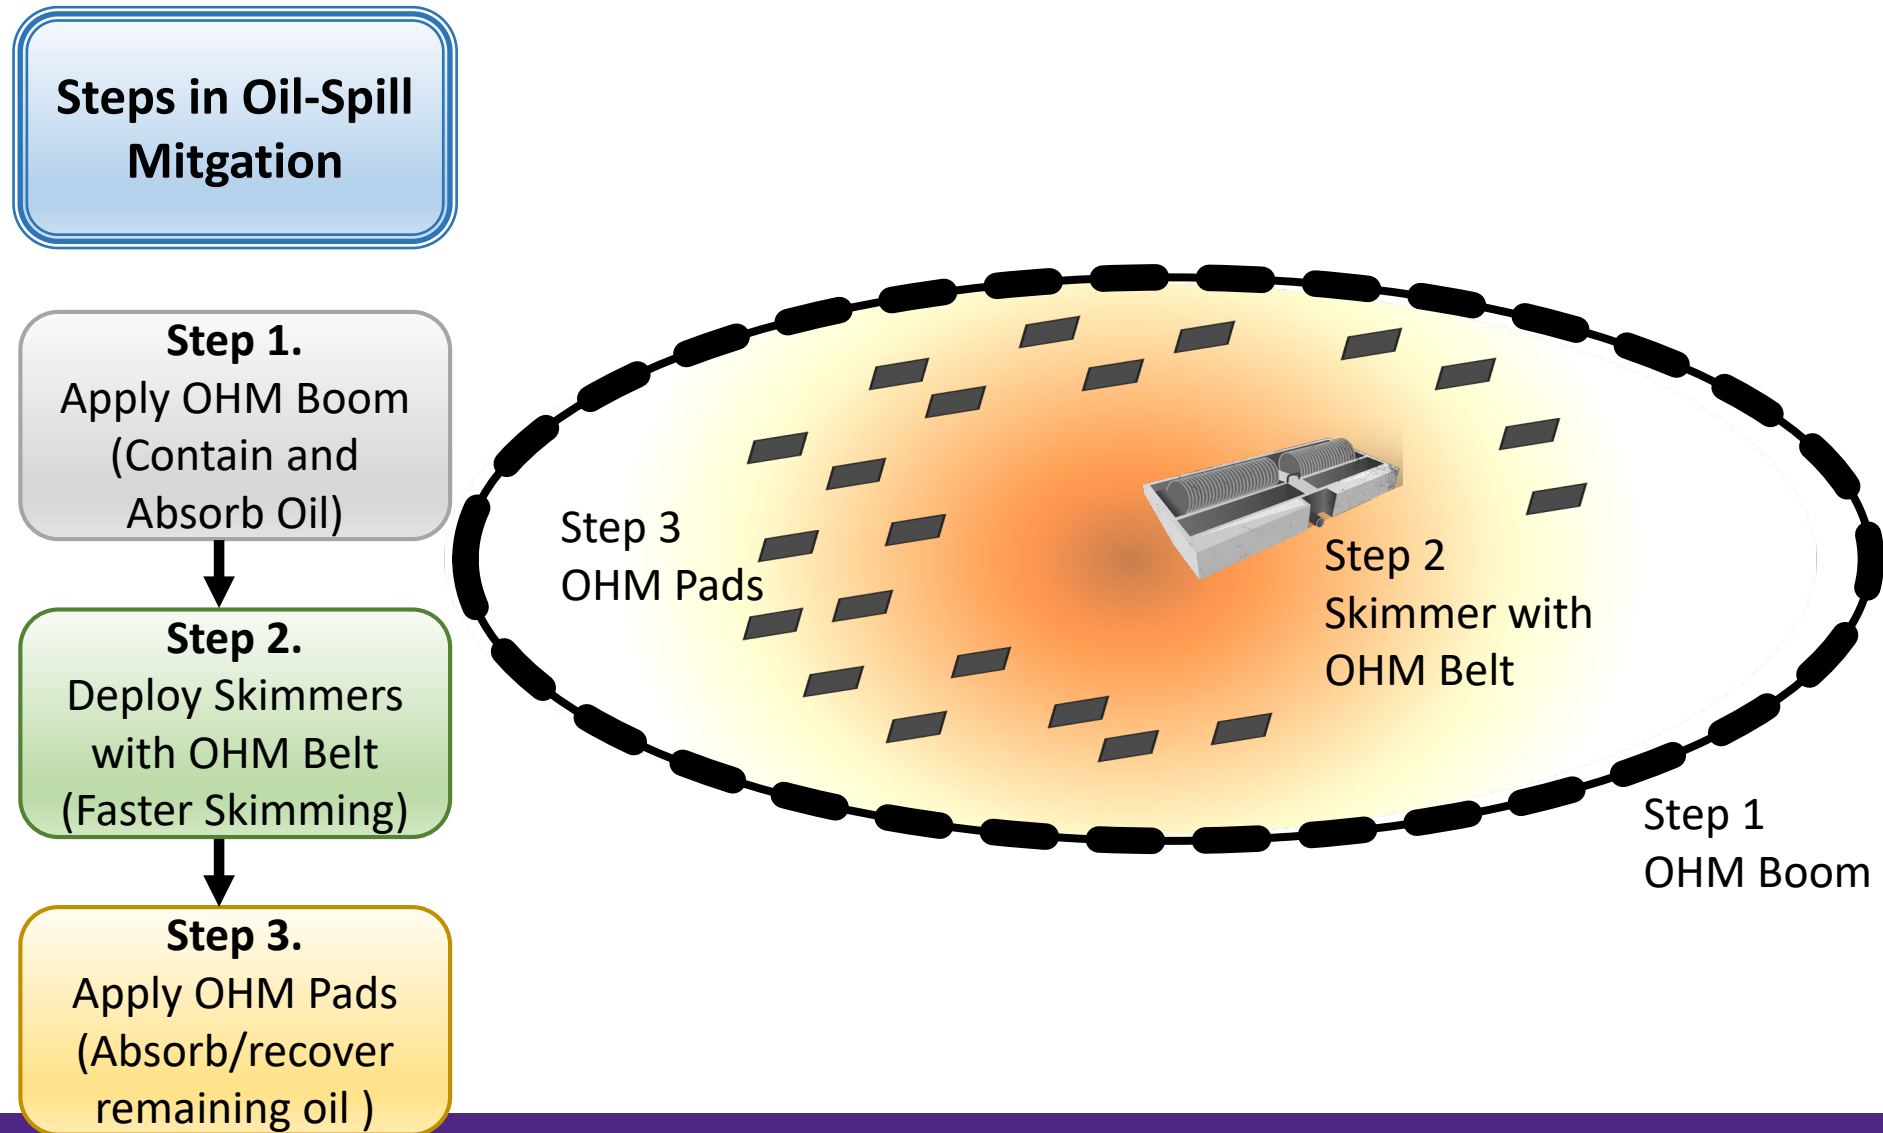 Steps in Oil-Spill
Mitgation
Step 1.
Apply OHM Boom
(Contain and
Absorb Oil)
Step 2.
Deploy Skimmers
with OHM Belt
(Faster Skimming)
Step 3.
Apply OHM Pads
(Absorb/recover
remaining oil )
Step 3
OHM Pads
Step 2
Skimmer with
OHM Belt
Step 1
OHM Boom